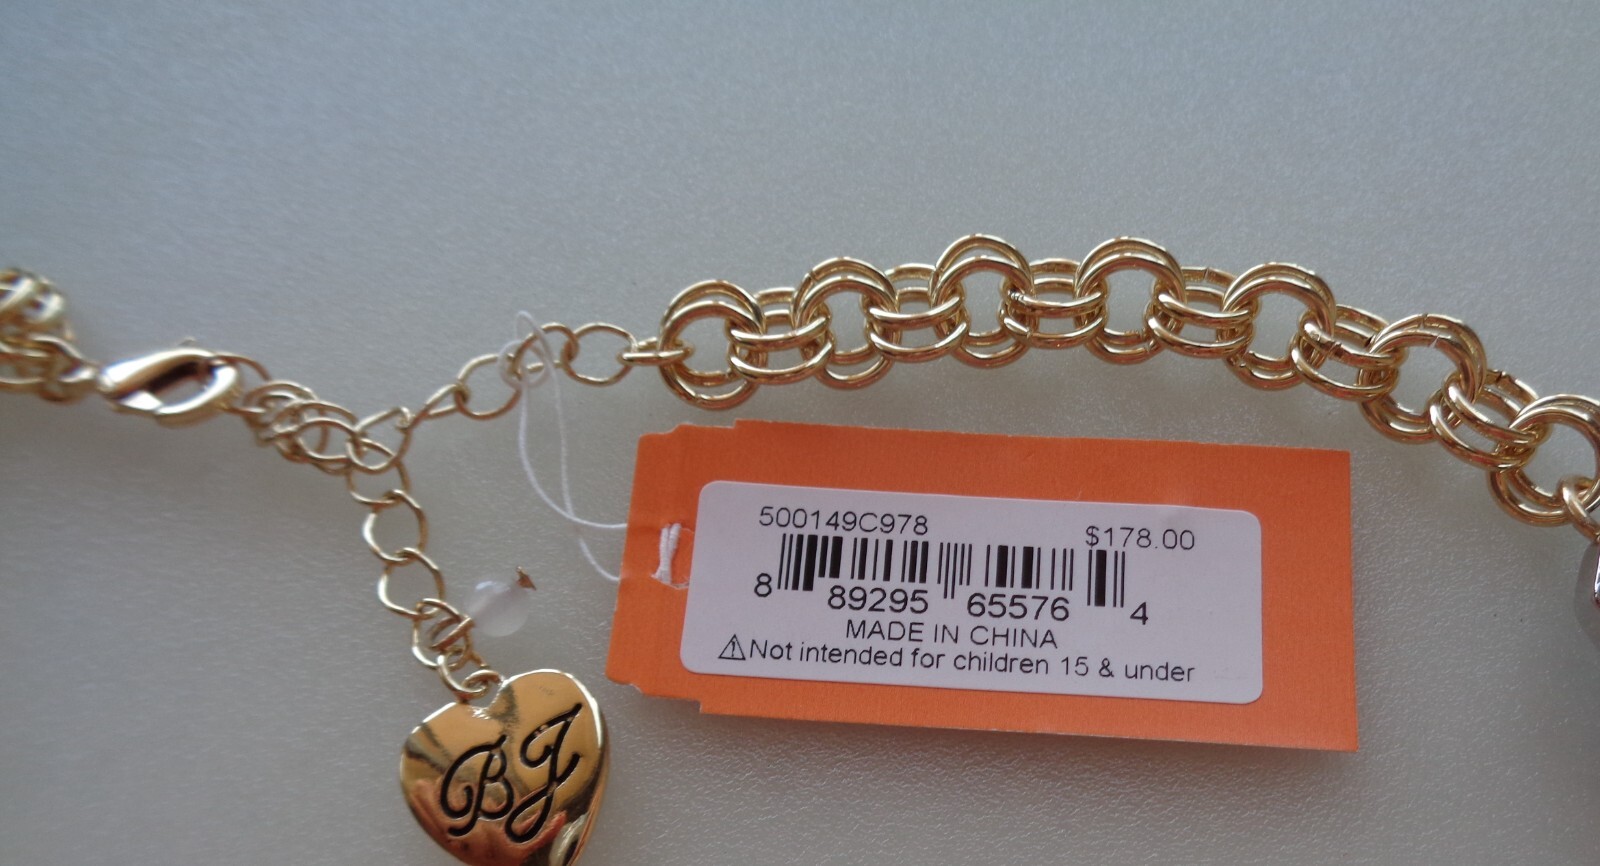 500149C978
$178.00
8 89295 65576 4
MADE IN CHINA
⚠Not intended for children 15 & under
BJ